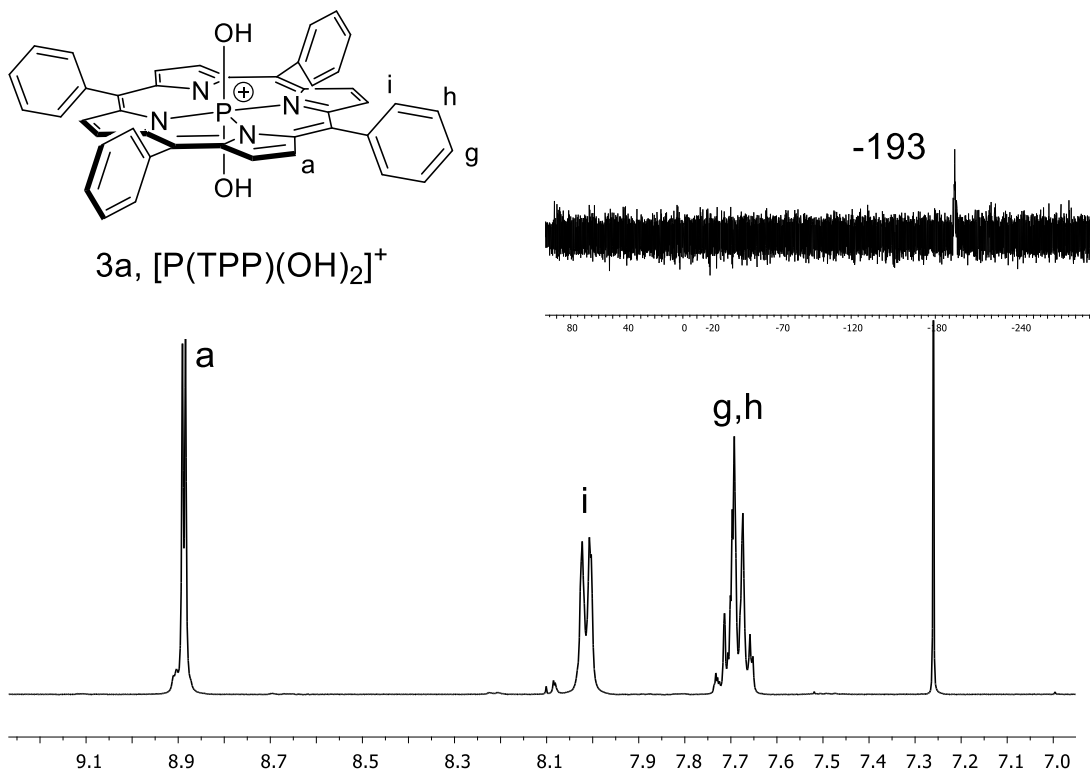 OH
i
h
N
⊕
N
P
N
N
g
a
OH
-193
3a, [P(TPP)(OH)₂]⁺
80 40 0 -20 -70 -120 -180 -240
a
g,h
i
9.1 8.9 8.7 8.5 8.3 8.1 7.9 7.8 7.7 7.6 7.5 7.4 7.3 7.2 7.1 7.0